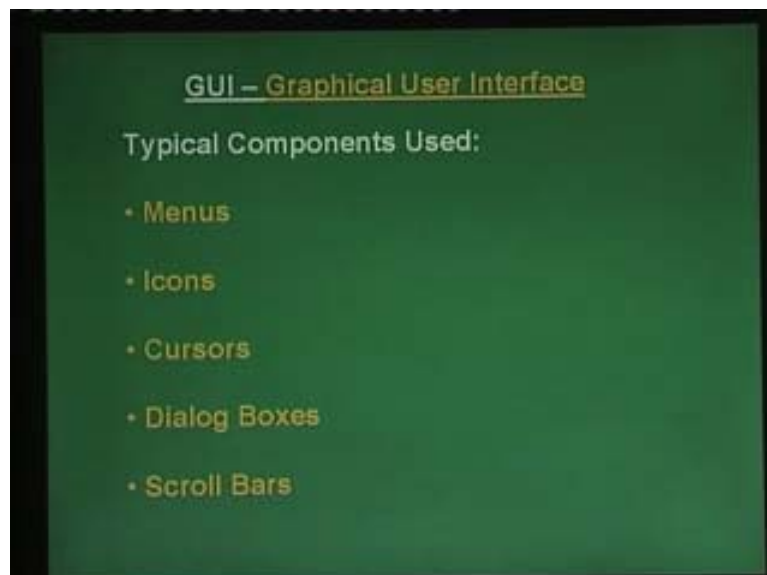 GUI – Graphical User Interface
Typical Components Used:
• Menus
• Icons
• Cursors
• Dialog Boxes
• Scroll Bars